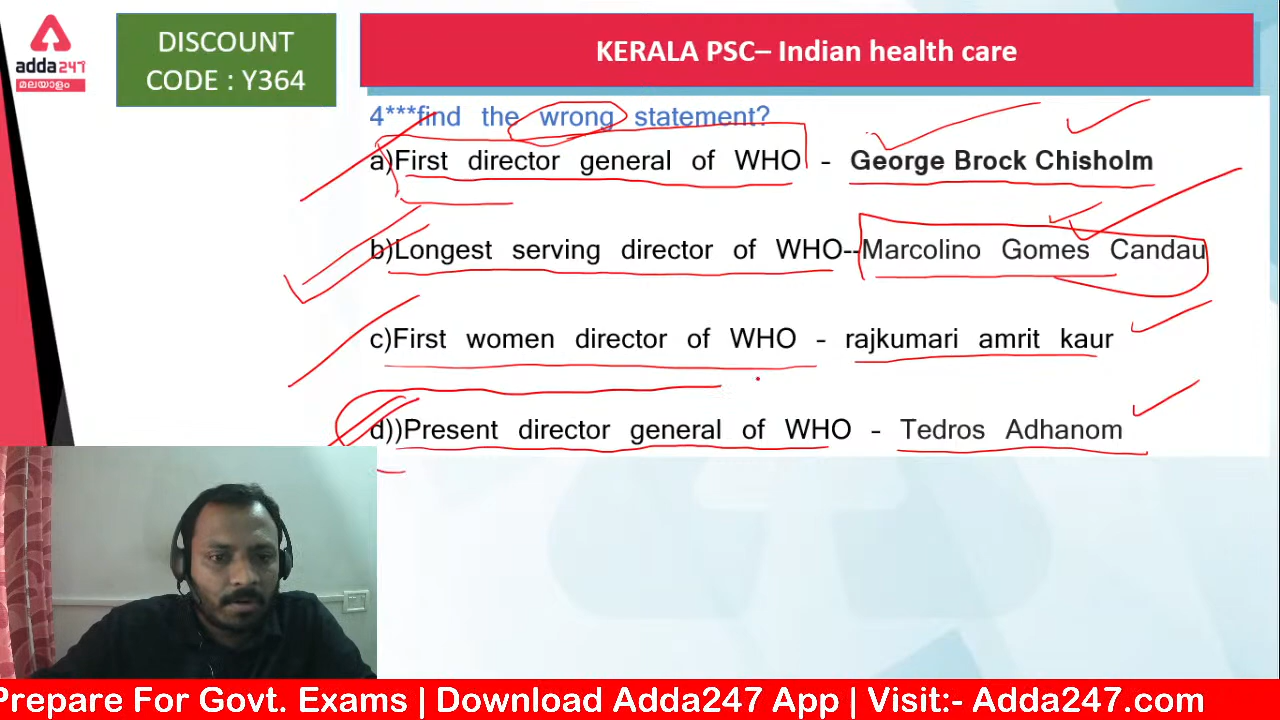 adda247
മലയാളം
DISCOUNT
CODE : Y364
KERALA PSC– Indian health care
4***find the wrong statement?
a)First director general of WHO – George Brock Chisholm
b)Longest serving director of WHO--Marcolino Gomes Candau
c)First women director of WHO – rajkumari amrit kaur
d))Present director general of WHO – Tedros Adhanom
Prepare For Govt. Exams | Download Adda247 App | Visit:- Adda247.com